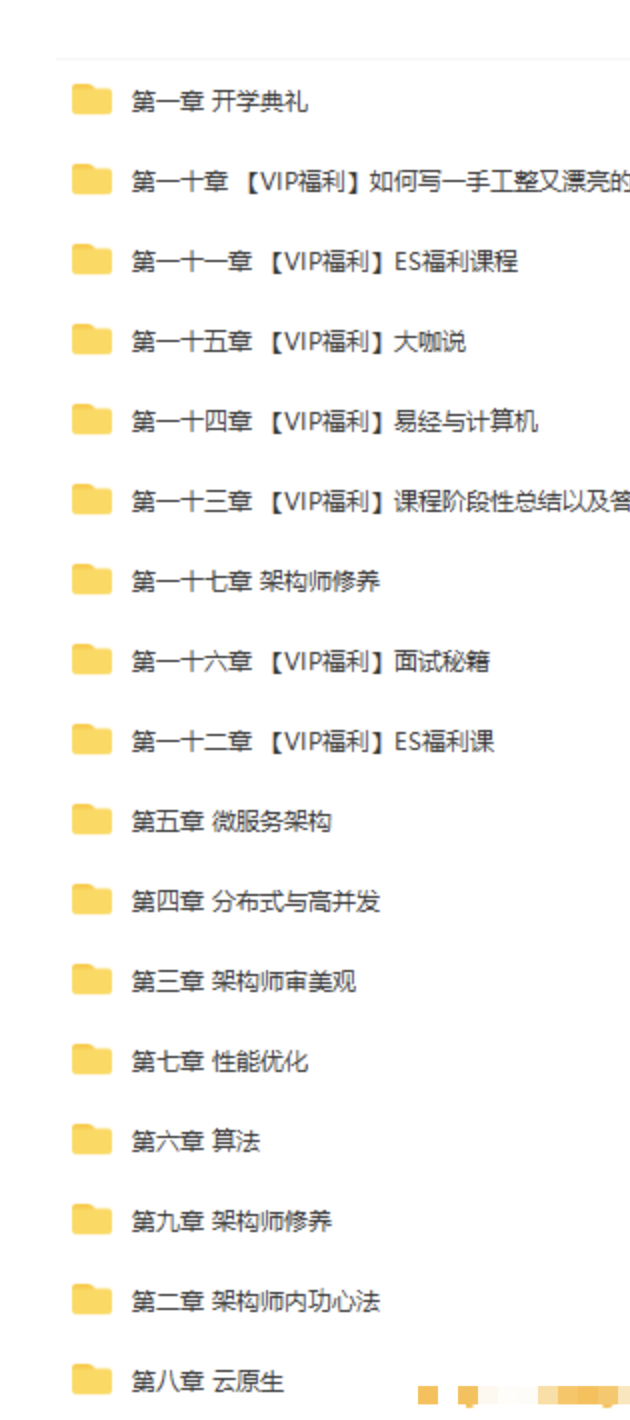 第一章 开学典礼
第一十章 【VIP福利】如何写一手工整又漂亮的
第一十一章 【VIP福利】ES福利课程
第一十五章 【VIP福利】大咖说
第一十四章 【VIP福利】易经与计算机
第一十三章 【VIP福利】课程阶段性总结以及答
第一十七章 架构师修养
第一十六章 【VIP福利】面试秘籍
第一十二章 【VIP福利】ES福利课
第五章 微服务架构
第四章 分布式与高并发
第三章 架构师审美观
第七章 性能优化
第六章 算法
第九章 架构师修养
第二章 架构师内功心法
第八章 云原生